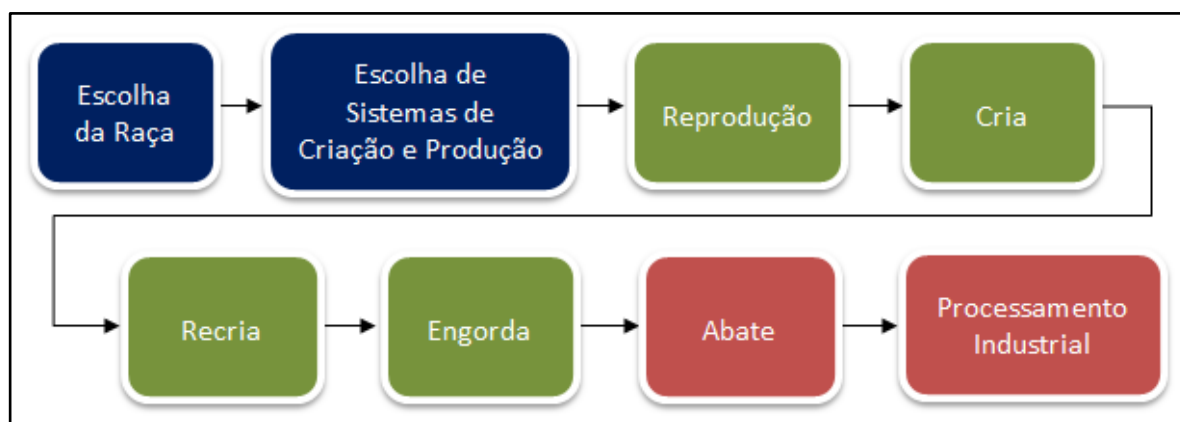 Escolha
da Raça
Escolha de
Sistemas de
Criação e Produção
Reprodução
Cria
Recria
Engorda
Abate
Processamento
Industrial